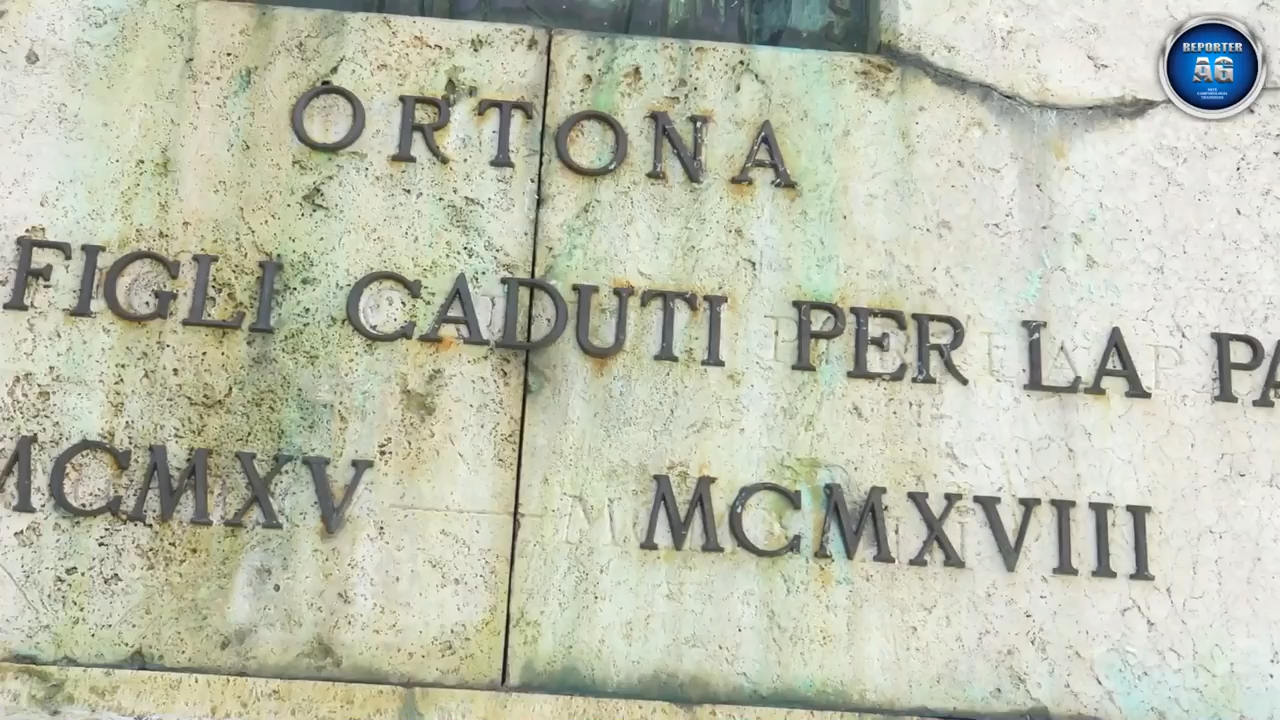 ORTONA
FIGLI CADUTI PER LA PA
MCMXV MCMXVIII
REPORTER
AG